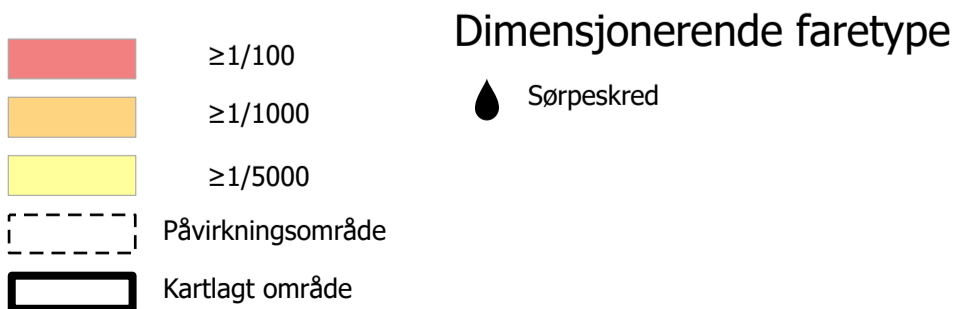 ≥1/100
≥1/1000
≥1/5000
Påvirkningsområde
Kartlagt område
Dimensjonerende faretype
Sørpeskred